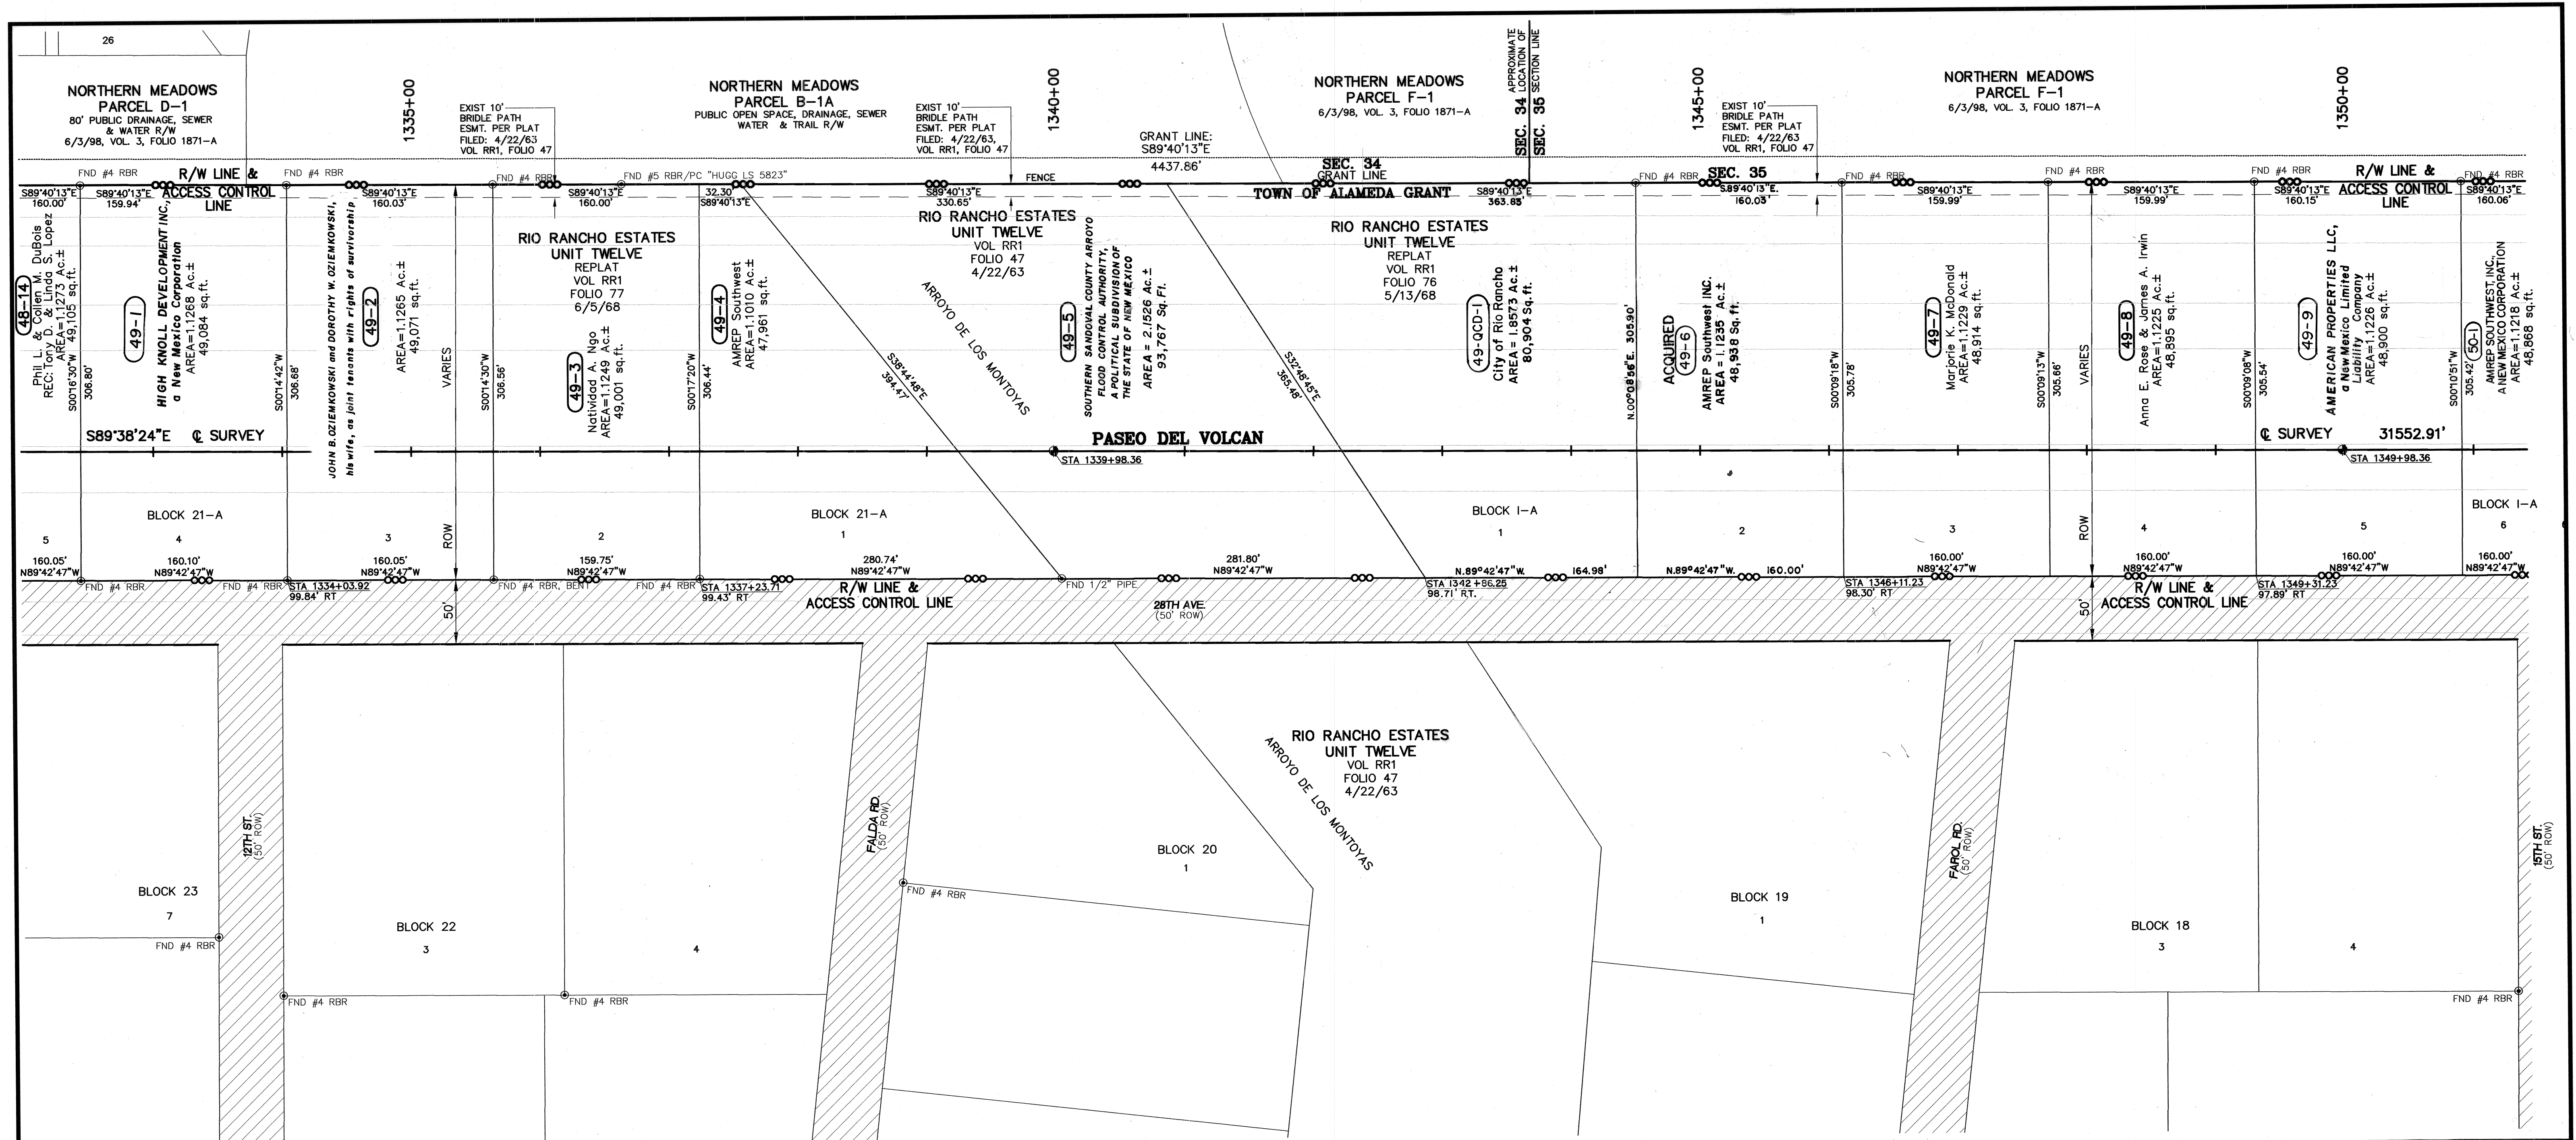 26
NORTHERN MEADOWS
PARCEL D-1
80' PUBLIC DRAINAGE, SEWER
& WATER R/W
6/3/98, VOL. 3, FOLIO 1871-A
1335+00
EXIST 10'
BRIDLE PATH
ESMT. PER PLAT
FILED: 4/22/63
VOL RR1, FOLIO 47
NORTHERN MEADOWS
PARCEL B-1A
PUBLIC OPEN SPACE, DRAINAGE, SEWER
WATER & TRAIL R/W
EXIST 10'
BRIDLE PATH
ESMT. PER PLAT
FILED: 4/22/63,
VOL RR1, FOLIO 47
1340+00
GRANT LINE:
S89°40'13"E
4437.86'
NORTHERN MEADOWS
PARCEL F-1
6/3/98, VOL. 3, FOLIO 1871-A
APPROXIMATE
LOCATION OF
SECTION LINE
SEC. 34
SEC. 35
1345+00
EXIST 10'
BRIDLE PATH
ESMT. PER PLAT
FILED: 4/22/63
VOL RR1, FOLIO 47
NORTHERN MEADOWS
PARCEL F-1
6/3/98, VOL. 3, FOLIO 1871-A
1350+00
FND #4 RBR
R/W LINE &
ACCESS CONTROL
LINE
FND #4 RBR
FND #4 RBR
FND #5 RBR/PC "HUGG LS 5823"
FENCE
SEC. 34
GRANT LINE
TOWN OF ALAMEDA GRANT
FND #4 RBR
SEC. 35
FND #4 RBR
FND #4 RBR
FND #4 RBR
R/W LINE &
ACCESS CONTROL
LINE
FND #4 RBR
S89°40'13"E
160.00'
S89°40'13"E
159.94'
S89°40'13"E
160.03'
S89°40'13"E
160.00'
32.30'
S89°40'13"E
S89°40'13"E
330.65'
S89°40'13"E
363.83'
S.89°40'13"E.
160.03'
S89°40'13"E
159.99'
S89°40'13"E
159.99'
S89°40'13"E
160.15'
S89°40'13"E
160.06'
48-14
Phil L. & Collen M. DuBois
REC: Tony D. & Linda S. Lopez
AREA=1.1273 Ac.±
49,105 sq.ft.
S00°16'30"W
306.80'
49-1
HIGH KNOLL DEVELOPMENT INC.,
a New Mexico Corporation
AREA=1.1268 Ac.±
49,084 sq.ft.
S00°14'42"W
306.68'
JOHN B. OZIEMKOWSKI and DOROTHY W. OZIEMKOWSKI,
his wife, as joint tenants with rights of survivorship
49-2
AREA=1.1265 Ac.±
49,071 sq.ft.
VARIES
S00°14'30"W
306.56'
RIO RANCHO ESTATES
UNIT TWELVE
REPLAT
VOL RR1
FOLIO 77
6/5/68
49-3
Natividad A. Ngo
AREA=1.1249 Ac.±
49,001 sq.ft.
S00°17'20"W
306.44'
49-4
AMREP Southwest
AREA=1.1010 Ac.±
47,961 sq.ft.
S38°44'48"E
394.47'
RIO RANCHO ESTATES
UNIT TWELVE
VOL RR1
FOLIO 47
4/22/63
ARROYO DE LOS MONTOYAS
49-5
SOUTHERN SANDOVAL COUNTY ARROYO
FLOOD CONTROL AUTHORITY,
A POLITICAL SUBDIVISION OF
THE STATE OF NEW MEXICO
AREA = 2.1526 Ac.±
93,767 Sq. Ft.
S32°48'45"E
365.48'
RIO RANCHO ESTATES
UNIT TWELVE
REPLAT
VOL RR1
FOLIO 76
5/13/68
49-QCD-1
City of Rio Rancho
AREA = 1.8573 Ac.±
80,904 Sq. ft.
N.00°08'56"E. 305.90'
ACQUIRED
49-6
AMREP Southwest INC.
AREA = 1.1235 Ac.±
48,938 Sq. ft.
S00°09'18"W
305.78'
49-7
Marjorie K. McDonald
AREA=1.1229 Ac.±
48,914 sq.ft.
S00°09'13"W
305.66'
VARIES
49-8
Anna E. Rose & James A. Irwin
AREA=1.1225 Ac.±
48,895 sq.ft.
S00°09'08"W
305.54'
49-9
AMERICAN PROPERTIES LLC,
a New Mexico Limited
Liability Company
AREA=1.1226 Ac.±
48,900 sq.ft.
S00°10'51"W
305.42'
50-1
AMREP SOUTHWEST, INC.,
A NEW MEXICO CORPORATION
AREA=1.1218 Ac.±
48,868 sq.ft.
S89°38'24"E ℄ SURVEY
PASEO DEL VOLCAN
STA 1339+98.36
℄ SURVEY 31552.91'
STA 1349+98.36
BLOCK 21-A
5
4
3
ROW
2
BLOCK 21-A
1
BLOCK 1-A
1
2
3
ROW
4
5
BLOCK 1-A
6
160.05'
N89°42'47"W
160.10'
N89°42'47"W
160.05'
N89°42'47"W
159.75'
N89°42'47"W
280.74'
N89°42'47"W
281.80'
N89°42'47"W
N.89°42'47"W. 164.98'
N.89°42'47"W. 160.00'
160.00'
N89°42'47"W
160.00'
N89°42'47"W
160.00'
N89°42'47"W
160.00'
N89°42'47"W
FND #4 RBR
FND #4 RBR
STA 1334+03.92
99.84' RT
50'
FND #4 RBR, BENT
FND #4 RBR
STA 1337+23.71
99.43' RT
R/W LINE &
ACCESS CONTROL LINE
FND 1/2" PIPE
28TH AVE.
(50' ROW)
STA 1342+86.25
98.71' R.T.
STA 1346+11.23
98.30' RT
50'
R/W LINE &
ACCESS CONTROL LINE
STA 1349+31.23
97.89' RT
12TH ST.
(50' ROW)
FALDA RD.
(50' ROW)
RIO RANCHO ESTATES
UNIT TWELVE
VOL RR1
FOLIO 47
4/22/63
ARROYO DE LOS MONTOYAS
FAROL RD.
(50' ROW)
15TH ST.
(50' ROW)
BLOCK 23
7
FND #4 RBR
BLOCK 22
3
4
FND #4 RBR
FND #4 RBR
BLOCK 20
1
FND #4 RBR
BLOCK 19
1
BLOCK 18
3
4
FND #4 RBR